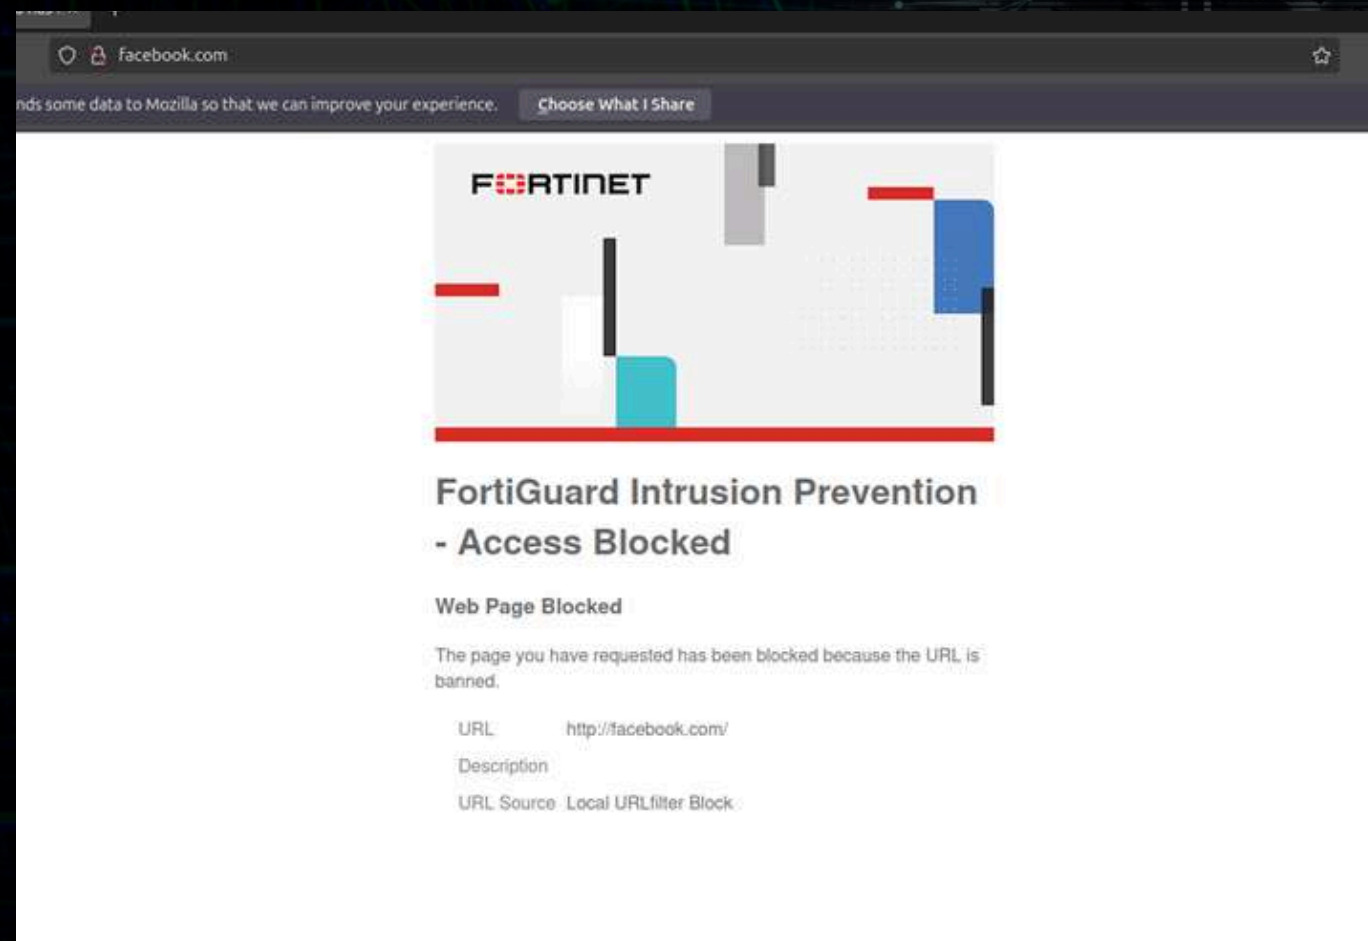 facebook.com
nds some data to Mozilla so that we can improve your experience. Choose What I Share
FORTINET
FortiGuard Intrusion Prevention
- Access Blocked
Web Page Blocked
The page you have requested has been blocked because the URL is
banned.
URL http://facebook.com/
Description
URL Source Local URLfilter Block